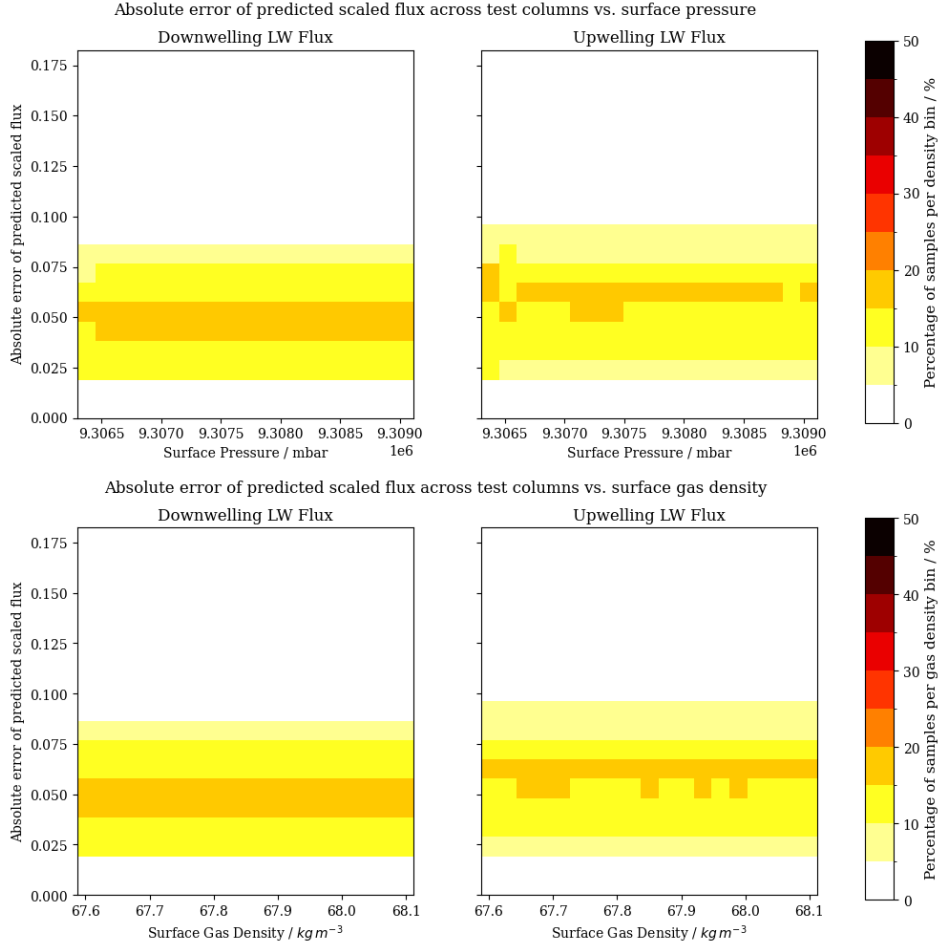 Absolute error of predicted scaled flux across test columns vs. surface pressure
Downwelling LW Flux
Upwelling LW Flux
Absolute error of predicted scaled flux
0.175
0.150
0.125
0.100
0.075
0.050
0.025
0.000
9.3065 9.3070 9.3075 9.3080 9.3085 9.3090
1e6
Surface Pressure / mbar
9.3065 9.3070 9.3075 9.3080 9.3085 9.3090
1e6
Surface Pressure / mbar
50
40
30
20
10
0
Percentage of samples per density bin / %
Absolute error of predicted scaled flux across test columns vs. surface gas density
Downwelling LW Flux
Upwelling LW Flux
Absolute error of predicted scaled flux
0.175
0.150
0.125
0.100
0.075
0.050
0.025
0.000
67.6 67.7 67.8 67.9 68.0 68.1
Surface Gas Density / kg m⁻³
67.6 67.7 67.8 67.9 68.0 68.1
Surface Gas Density / kg m⁻³
50
40
30
20
10
0
Percentage of samples per gas density bin / %